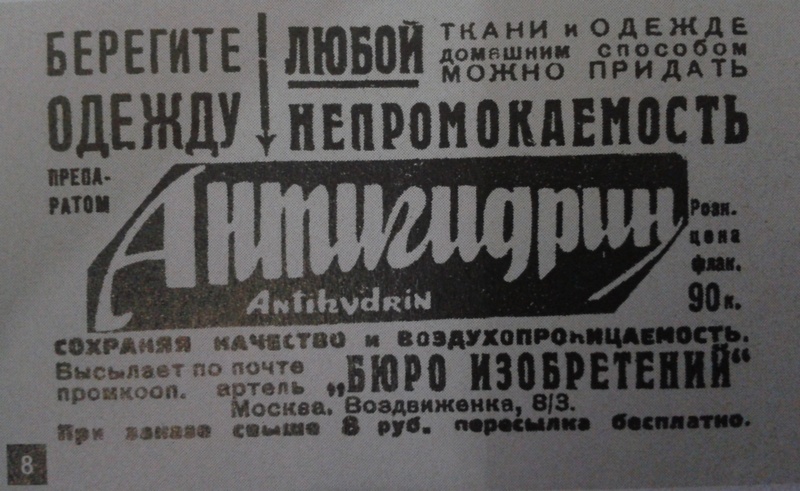 БЕРЕГИТЕ
ОДЕЖДУ
ЛЮБОЙ
ТКАНИ и ОДЕЖДЕ
домашним способом
МОЖНО ПРИДАТЬ
НЕПРОМОКАЕМОСТЬ
ПРЕПА-
РАТОМ
Антигидрин
Antihydrin
Розн.
цена
флак.
90 к.
СОХРАНЯЯ КАЧЕСТВО и ВОЗДУХОПРОНИЦАЕМОСТЬ.
Высылает по почте
промкооп. артель „БЮРО ИЗОБРЕТЕНИЙ“
Москва, Воздвиженка, 8/3.
При заказе свыше 8 руб. пересылка бесплатно.
8